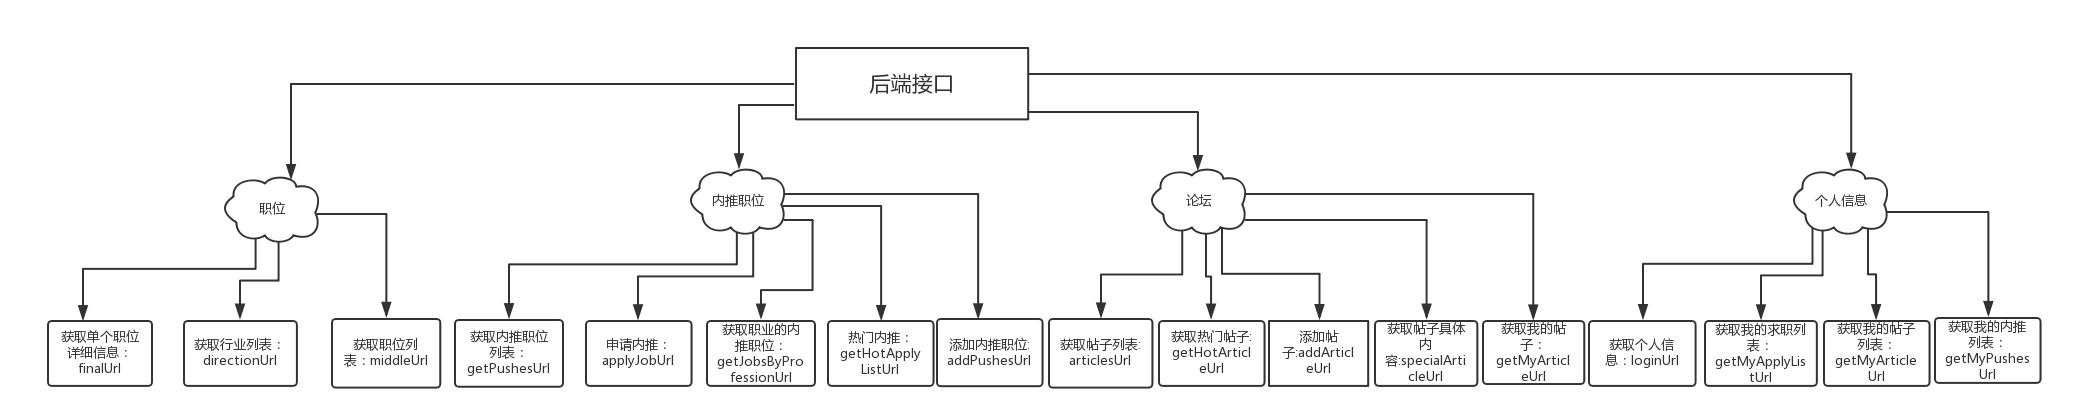 后端接口
职位
内推职位
论坛
个人信息
获取单个职位
详细信息：
finalUrl
获取行业列表：
directionUrl
获取职位列
表：middleUrl
获取内推职位
列表：
getPushesUrl
申请内推：
applyJobUrl
获取职业的内
推职位：
getJobsByPro
fessionUrl
热门内推：
getHotApply
ListUrl
添加内推职位:
addPushesUrl
获取帖子列表:
articlesUrl
获取热门帖子:
getHotArticl
eUrl
添加帖
子:addArticl
eUrl
获取帖子具体
内
容:specialArti
cleUrl
获取我的帖
子：
getMyArticl
eUrl
获取个人信
息：loginUrl
获取我的求职列
表：
getMyApplyLis
tUrl
获取我的帖子
列表：
getMyArticle
Url
获取我的内推
列表：
getMyPushes
Url